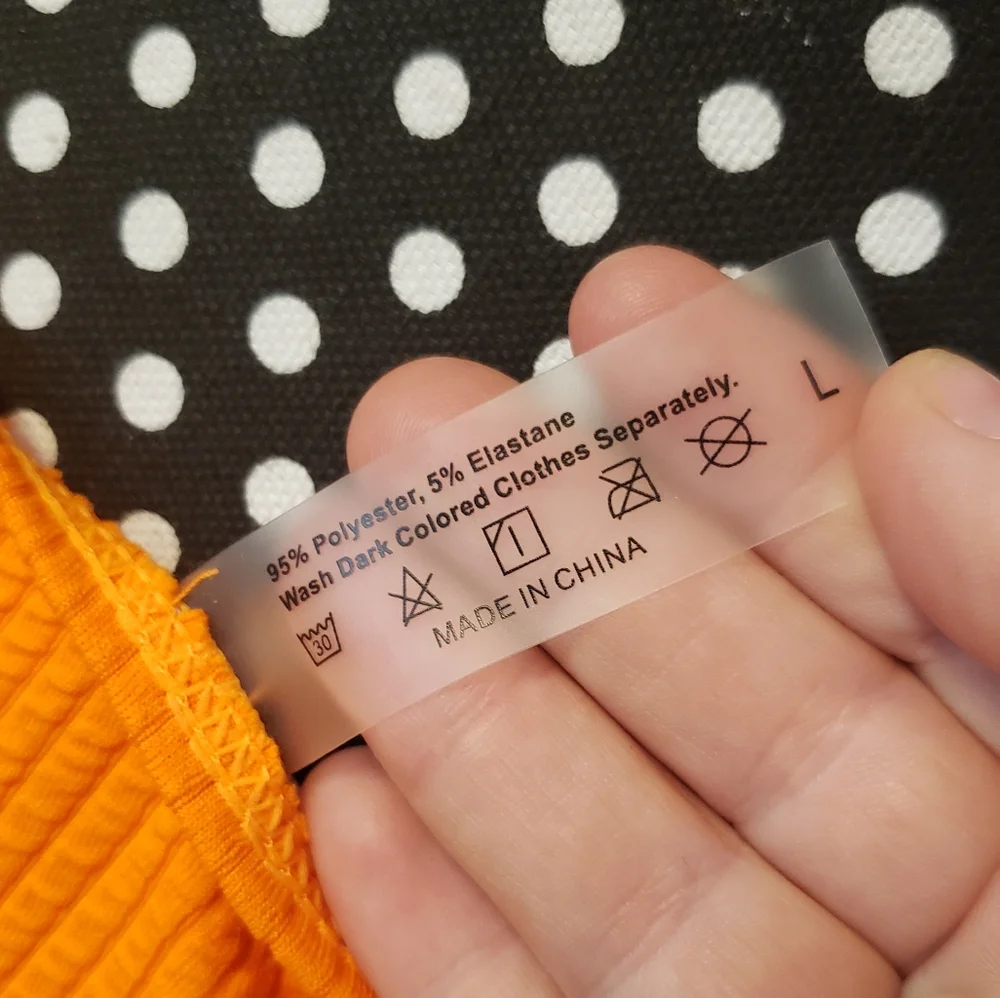 95% Polyester, 5% Elastane
Wash Dark Colored Clothes Separately.
30
MADE IN CHINA
L